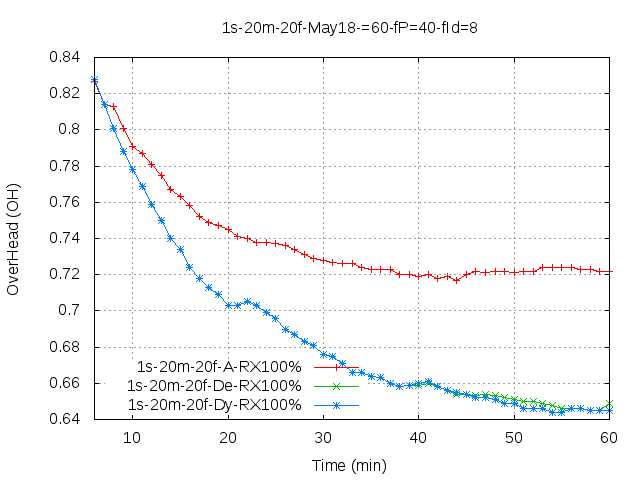 1s-20m-20f-May18-=60-fP=40-fId=8
0.84
0.82
0.8
0.78
0.76
0.74
0.72
0.7
0.68
0.66
0.64
OverHead (OH)
1s-20m-20f-A-RX100%
1s-20m-20f-De-RX100%
1s-20m-20f-Dy-RX100%
10 20 30 40 50 60
Time (min)